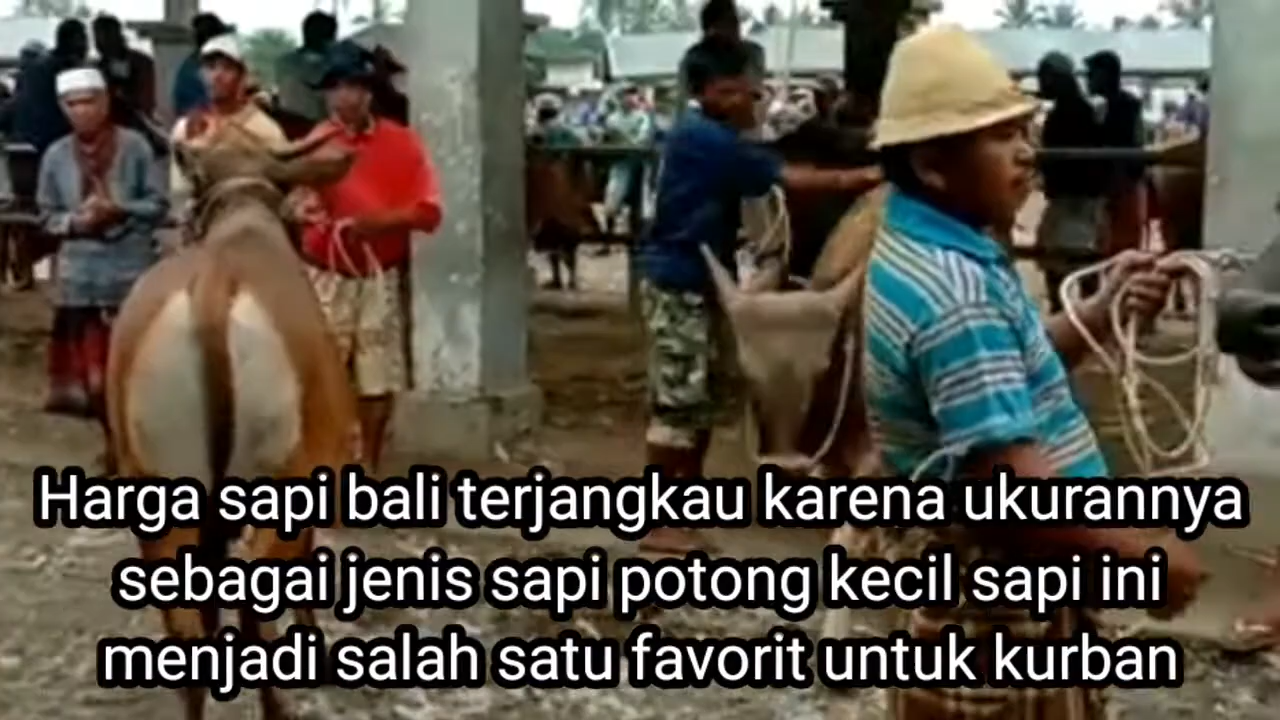 Harga sapi bali terjangkau karena ukurannya
sebagai jenis sapi potong kecil sapi ini
menjadi salah satu favorit untuk kurban